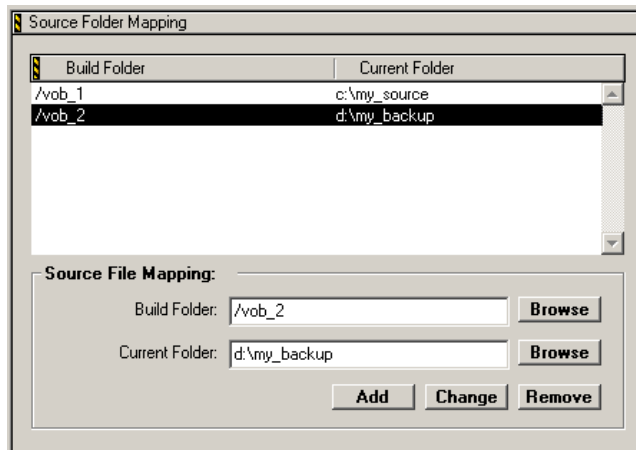 Source Folder Mapping
Build Folder Current Folder
/vob_1 c:\my_source
/vob_2 d:\my_backup
Source File Mapping:
Build Folder: /vob_2 Browse
Current Folder: d:\my_backup Browse
Add Change Remove